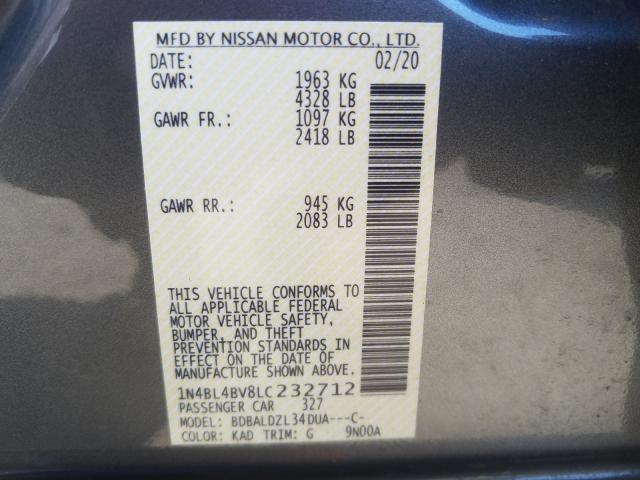 MFD BY NISSAN MOTOR CO., LTD.
DATE: 02/20
GVWR: 1963 KG
4328 LB
GAWR FR.: 1097 KG
2418 LB
GAWR RR.: 945 KG
2083 LB
THIS VEHICLE CONFORMS TO
ALL APPLICABLE FEDERAL
MOTOR VEHICLE SAFETY,
BUMPER, AND THEFT
PREVENTION STANDARDS IN
EFFECT ON THE DATE OF
MANUFACTURE SHOWN ABOVE.
1N4BL4BV8LC232712
PASSENGER CAR 327
MODEL: BDBALDZL34DUA---C-
COLOR: KAD TRIM: G 9N00A